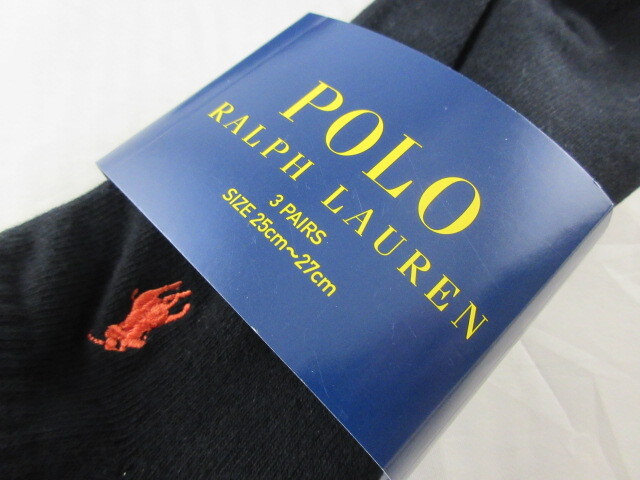 POLO
RALPH LAUREN
3 PAIRS
SIZE 25cm～27cm